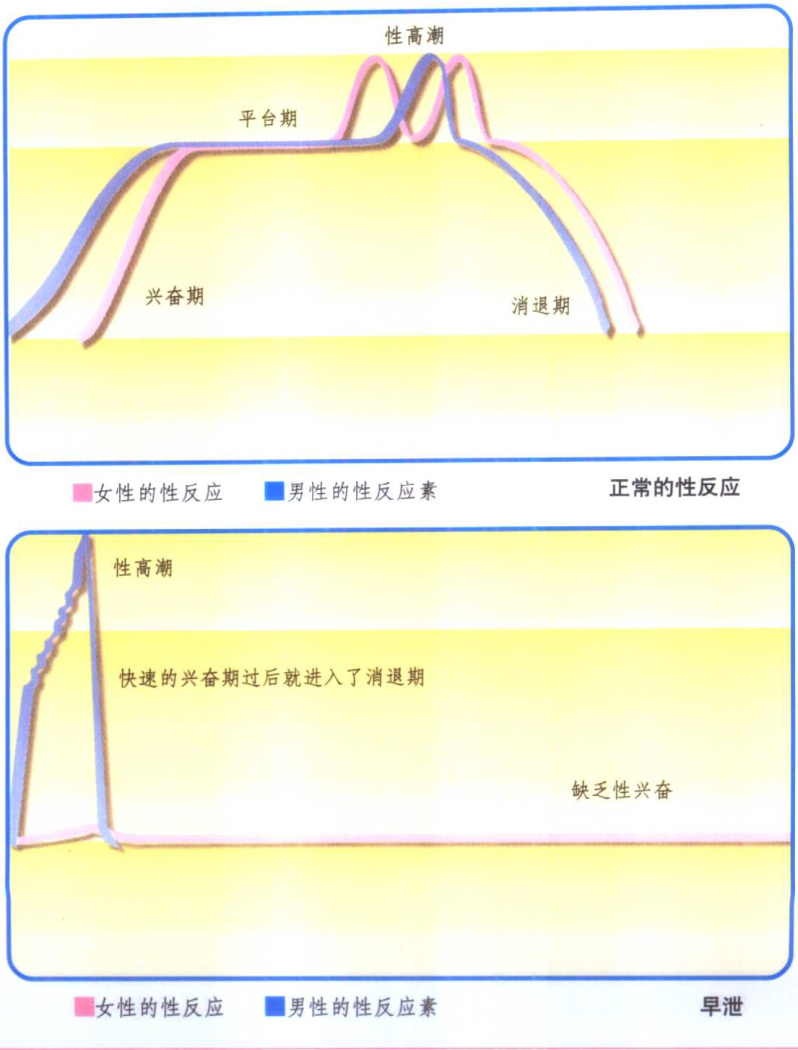 性高潮
平台期
兴奋期
消退期
女性的性反应 男性的性反应素 正常的性反应
性高潮
快速的兴奋期过后就进入了消退期
缺乏性兴奋
女性的性反应 男性的性反应素 早泄